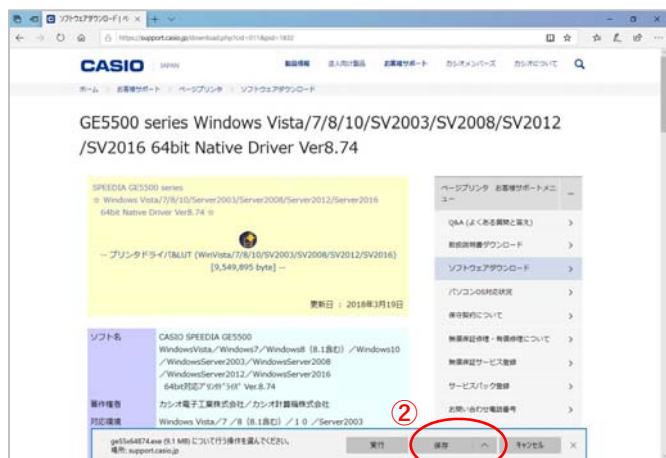 ソフトウェアダウンロード | ペ
https://support.casio.jp/download.php?cid=011&pid=1832
CASIO JAPAN
製品情報 法人向け製品 お客様サポート カシオメンバーズ カシオについて
ホーム お客様サポート ページプリンタ ソフトウェアダウンロード
GE5500 series Windows Vista/7/8/10/SV2003/SV2008/SV2012
/SV2016 64bit Native Driver Ver8.74
SPEEDIA GE5500 series
Windows Vista/7/8/10/Server2003/Server2008/Server2012/Server2016
64bit Native Driver Ver8.74
-- プリンタドライバ&LUT (WinVista/7/8/10/SV2003/SV2008/SV2012/SV2016)
[9,549,895 byte] --
更新日 : 2018年3月19日
ソフト名
CASIO SPEEDIA GE5500
WindowsVista/Windows7/Windows8 (8.1含む) /Windows10
/WindowsServer2003/WindowsServer2008
/WindowsServer2012/WindowsServer2016
64bit対応プリンタドライバ Ver.8.74
著作権者
カシオ電子工業株式会社/カシオ計算機株式会社
対応環境
Windows Vista/7/8 (8.1含む) /10/Server2003
ページプリンタ お客様サポートメニ
ュー
Q&A (よくある質問と答え)
取扱説明書ダウンロード
ソフトウェアダウンロード
パソコンOS対応状況
保守契約について
無償保証修理・有償修理について
無償保証サービス登録
サービスパック登録
お問い合わせ電話番号
②
ge55x64874.exe (9.1 MB) について行う操作を選んでください。
場所: support.casio.jp
実行 保存 キャンセル